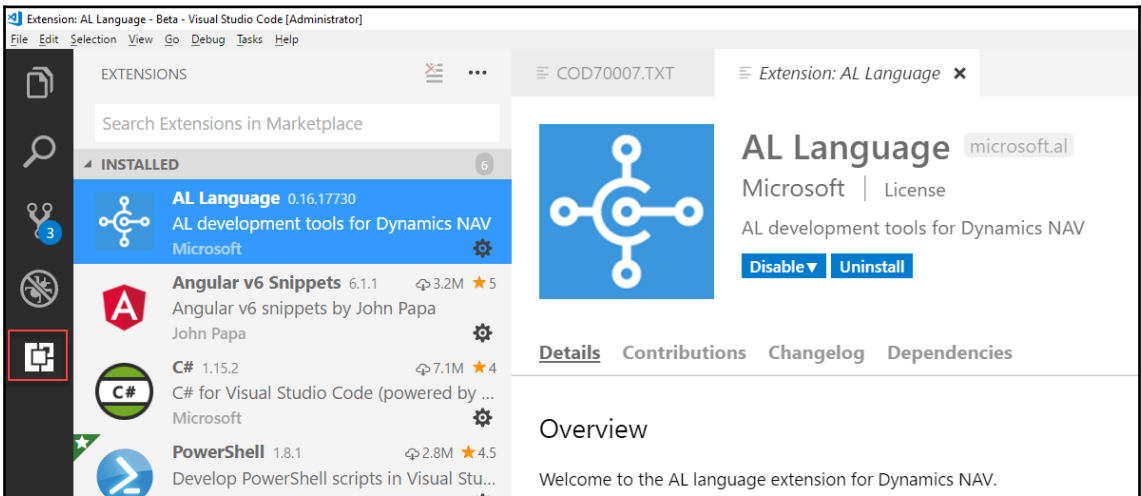 Extension: AL Language - Beta - Visual Studio Code [Administrator]
File Edit Selection View Go Debug Tasks Help
EXTENSIONS
Search Extensions in Marketplace
INSTALLED 6
AL Language 0.16.17730
AL development tools for Dynamics NAV
Microsoft
Angular v6 Snippets 6.1.1 3.2M ★ 5
Angular v6 snippets by John Papa
John Papa
C# 1.15.2 7.1M ★ 4
C# for Visual Studio Code (powered by ...
Microsoft
PowerShell 1.8.1 2.8M ★ 4.5
Develop PowerShell scripts in Visual Stu...
3
A
C#
COD70007.TXT
Extension: AL Language ×
AL Language microsoft.al
Microsoft | License
AL development tools for Dynamics NAV
Disable▼ Uninstall
Details Contributions Changelog Dependencies
Overview
Welcome to the AL language extension for Dynamics NAV.